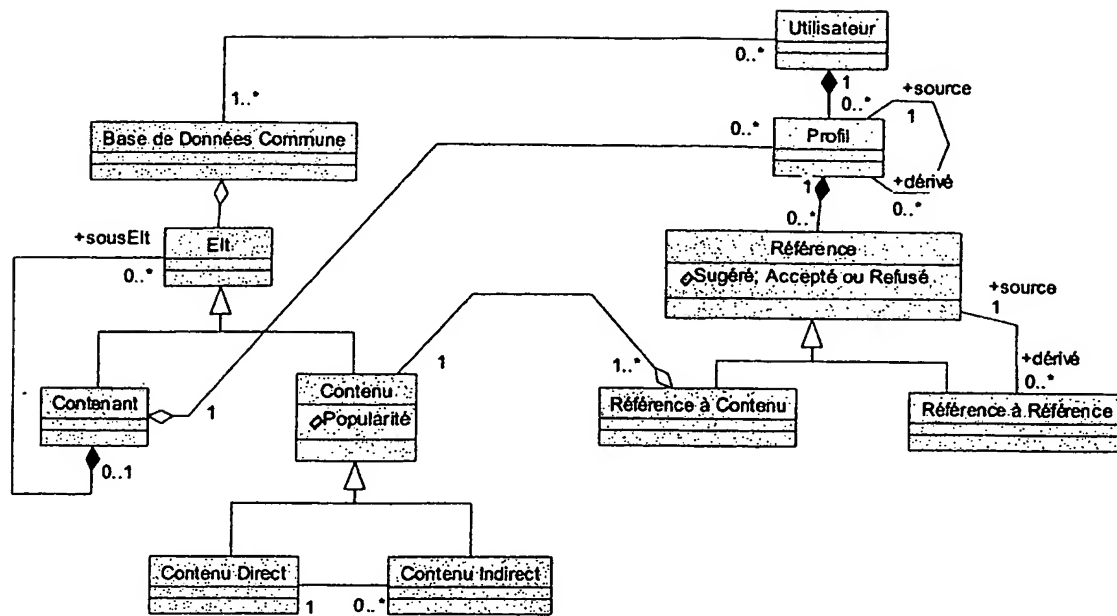 Utilisateur
0..*
1
+source
1..*
0..*
1
Base de Données Commune
0..*
Profil
+dérivé
1
0..*
+sousElt
Elt
0..*
Référence
0..*
Sugéré; Accepté ou Refusé
+source
1
1
1..*
+dérivé
Contenu
0..*
Contenant
1
Popularité
Référence à Contenu
Référence à Référence
0..1
Contenu Direct
Contenu Indirect
1
0..*